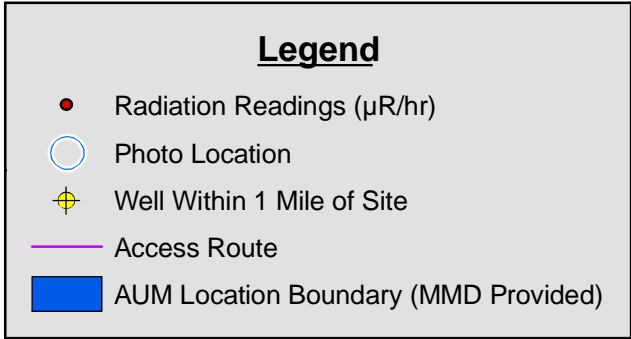 Legend
Radiation Readings (µR/hr)
Photo Location
Well Within 1 Mile of Site
Access Route
AUM Location Boundary (MMD Provided)